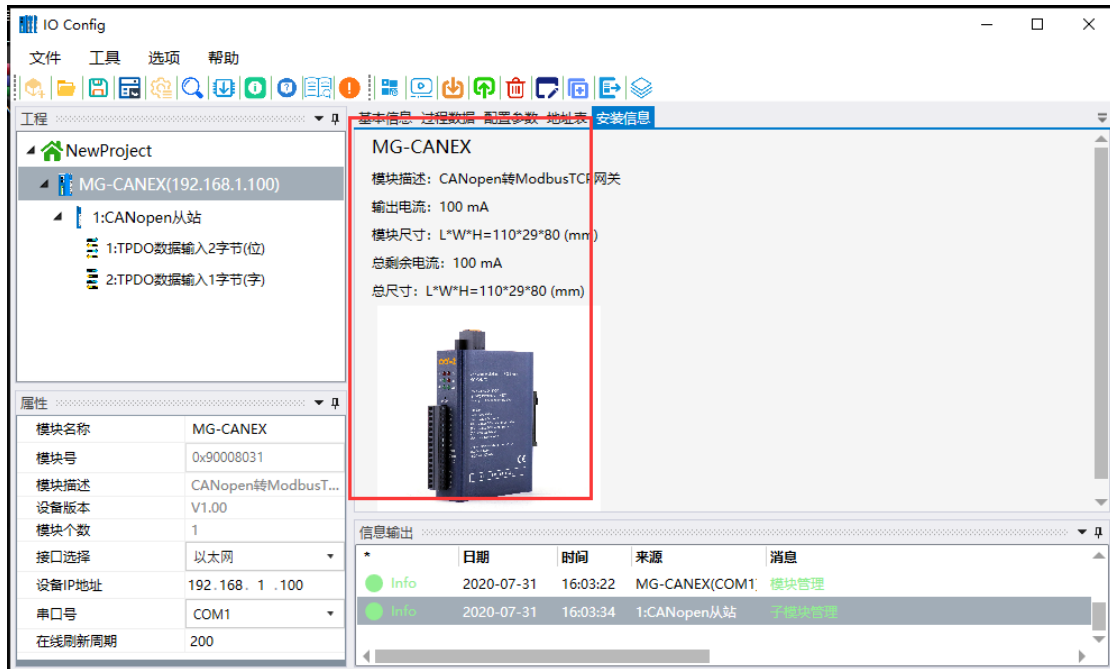 IO Config
文件 工具 选项 帮助
工程
NewProject
MG-CANEX(192.168.1.100)
1:CANopen从站
1:TPDO数据输入2字节(位)
2:TPDO数据输入1字节(字)
属性
模块名称 MG-CANEX
模块号 0x90008031
模块描述 CANopen转ModbusT...
设备版本 V1.00
模块个数 1
接口选择 以太网
设备IP地址 192.168. 1 .100
串口号 COM1
在线刷新周期 200
基本信息 过程数据 配置参数 地址表 安装信息
MG-CANEX
模块描述：CANopen转ModbusTCP网关
输出电流：100 mA
模块尺寸：L*W*H=110*29*80 (mm)
总剩余电流：100 mA
总尺寸：L*W*H=110*29*80 (mm)
信息输出
* 日期 时间 来源 消息
Info 2020-07-31 16:03:22 MG-CANEX(COM1) 模块管理
Info 2020-07-31 16:03:34 1:CANopen从站 子模块管理